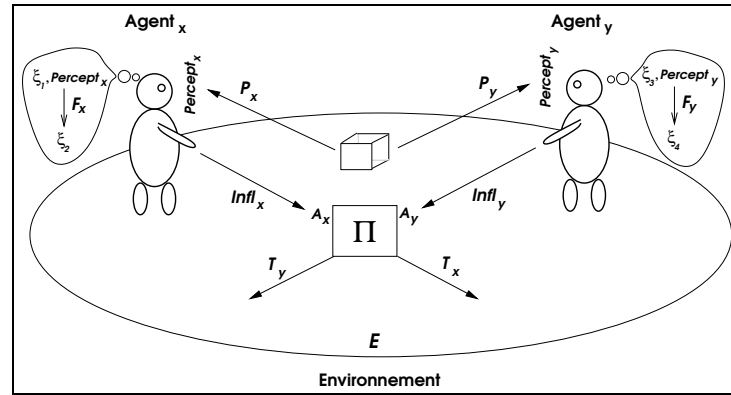 Agent x
Agent y
ξ1, Percept x
F x
ξ2
Percept x
P x
P y
Percept y
ξ3, Percept y
F y
ξ4
Infl x
Infl y
A x
A y
Π
T y
T x
E
Environnement